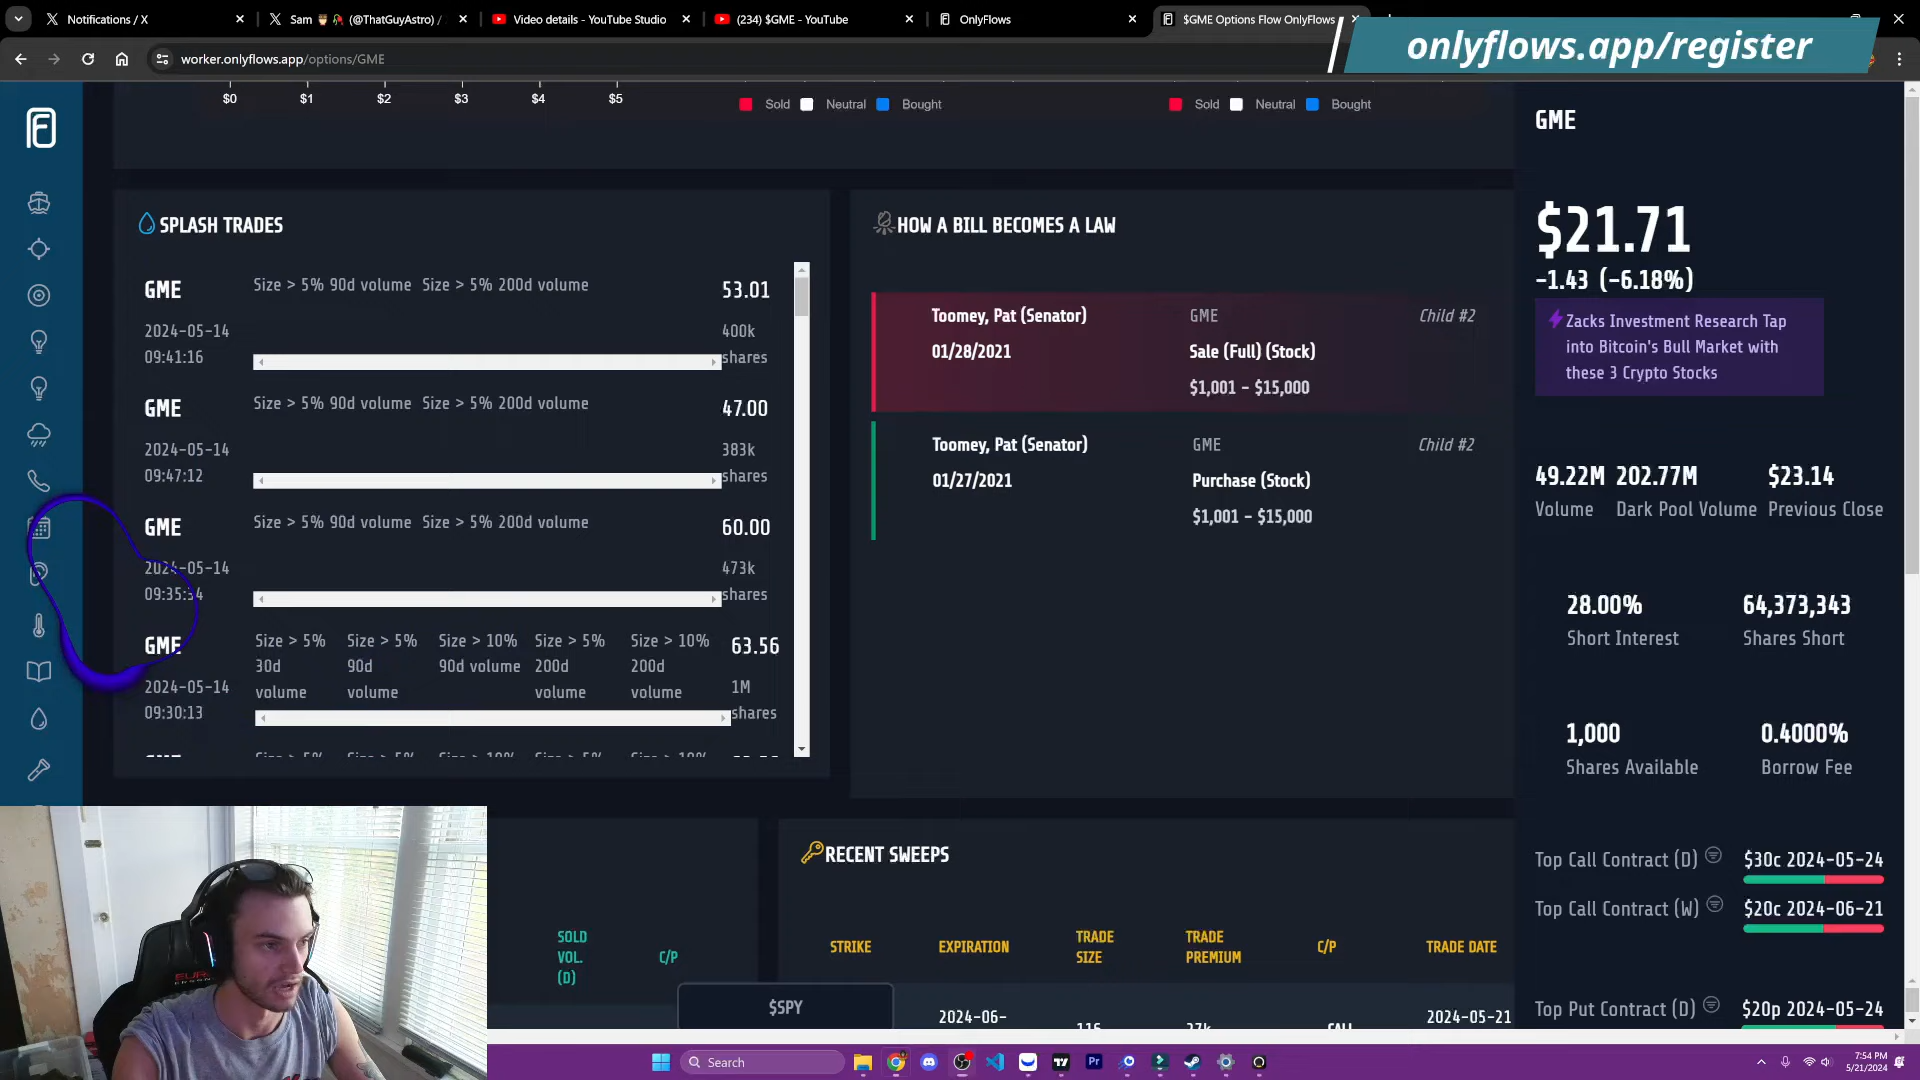 Notifications / X
Sam (@ThatGuyAstro) /
Video details - YouTube Studio
(234) $GME - YouTube
OnlyFlows
$GME Options Flow OnlyFlows
onlyflows.app/register
worker.onlyflows.app/options/GME
$0 $1 $2 $3 $4 $5
Sold Neutral Bought
Sold Neutral Bought
SPLASH TRADES
GME Size > 5% 90d volume Size > 5% 200d volume 53.01
2024-05-14 400k
09:41:16 shares
GME Size > 5% 90d volume Size > 5% 200d volume 47.00
2024-05-14 383k
09:47:12 shares
GME Size > 5% 90d volume Size > 5% 200d volume 60.00
2024-05-14 473k
09:35:34 shares
GME Size > 5% Size > 5% Size > 10% Size > 5% Size > 10% 63.56
30d 90d 90d volume 200d 200d
2024-05-14 volume volume volume volume 1M
09:30:13 shares
HOW A BILL BECOMES A LAW
Toomey, Pat (Senator) GME Child #2
01/28/2021 Sale (Full) (Stock)
$1,001 - $15,000
Toomey, Pat (Senator) GME Child #2
01/27/2021 Purchase (Stock)
$1,001 - $15,000
SOLD
VOL.
(D)
C/P
$SPY
RECENT SWEEPS
STRIKE EXPIRATION TRADE SIZE TRADE PREMIUM C/P TRADE DATE
2024-06- 116 27k CALL 2024-05-21
GME
$21.71
-1.43 (-6.18%)
Zacks Investment Research Tap
into Bitcoin's Bull Market with
these 3 Crypto Stocks
49.22M 202.77M $23.14
Volume Dark Pool Volume Previous Close
28.00% 64,373,343
Short Interest Shares Short
1,000 0.4000%
Shares Available Borrow Fee
Top Call Contract (D) $30c 2024-05-24
Top Call Contract (W) $20c 2024-06-21
Top Put Contract (D) $20p 2024-05-24
Search
7:54 PM
5/21/2024